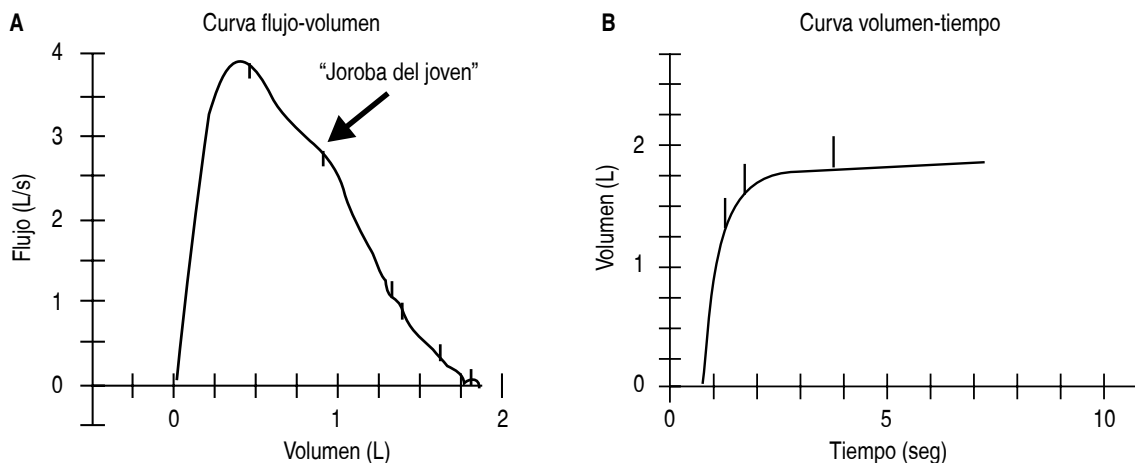 A
Curva flujo-volumen
4
3
2
1
0
Flujo (L/s)
“Joroba del joven”
0
1
2
Volumen (L)
B
Curva volumen-tiempo
2
1
0
Volumen (L)
0
5
10
Tiempo (seg)